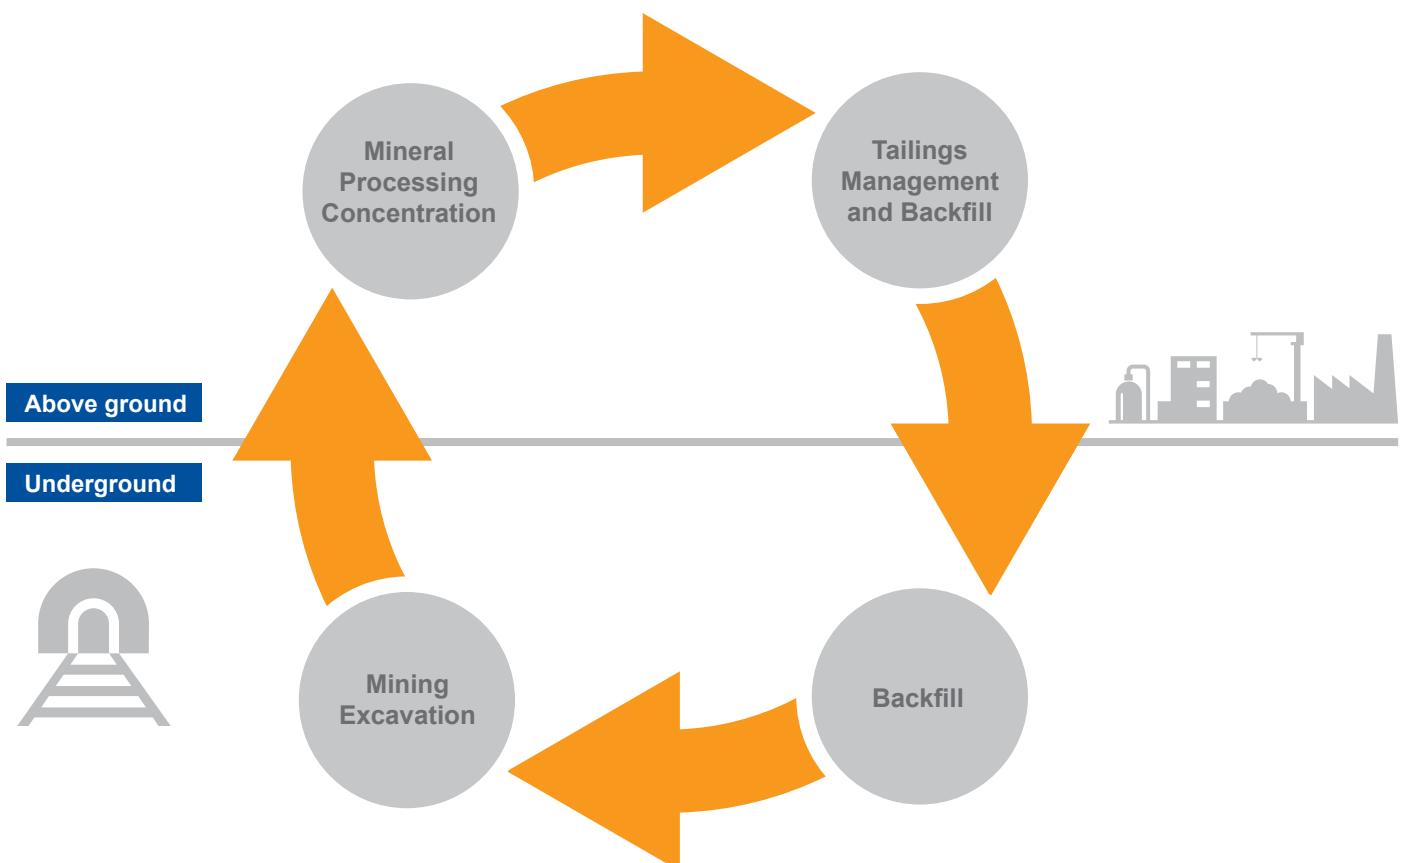 Mineral
Processing
Concentration
Tailings
Management
and Backfill
Above ground
Underground
Mining
Excavation
Backfill